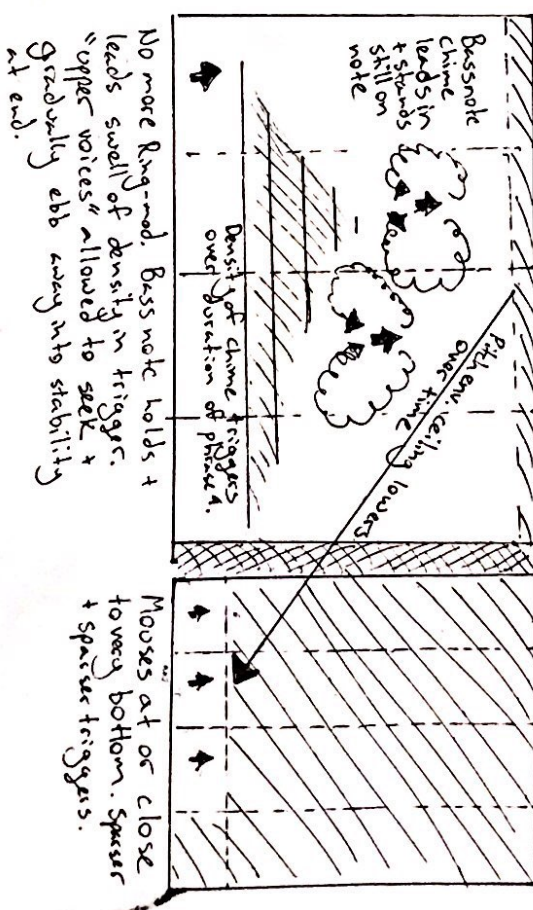 Bassnote
chime
leads in
+ stands
still on
note
Pitch env. ceiling lowers
over time
Density of chime triggers
over duration of phrase 4.
No more Ring-mod. Bass note holds +
leads swell of density in trigger.
"upper voices" allowed to seek +
gradually ebb away into stability
at end.
Mouses at or close
to very bottom. Sparser
+ sparser triggers.